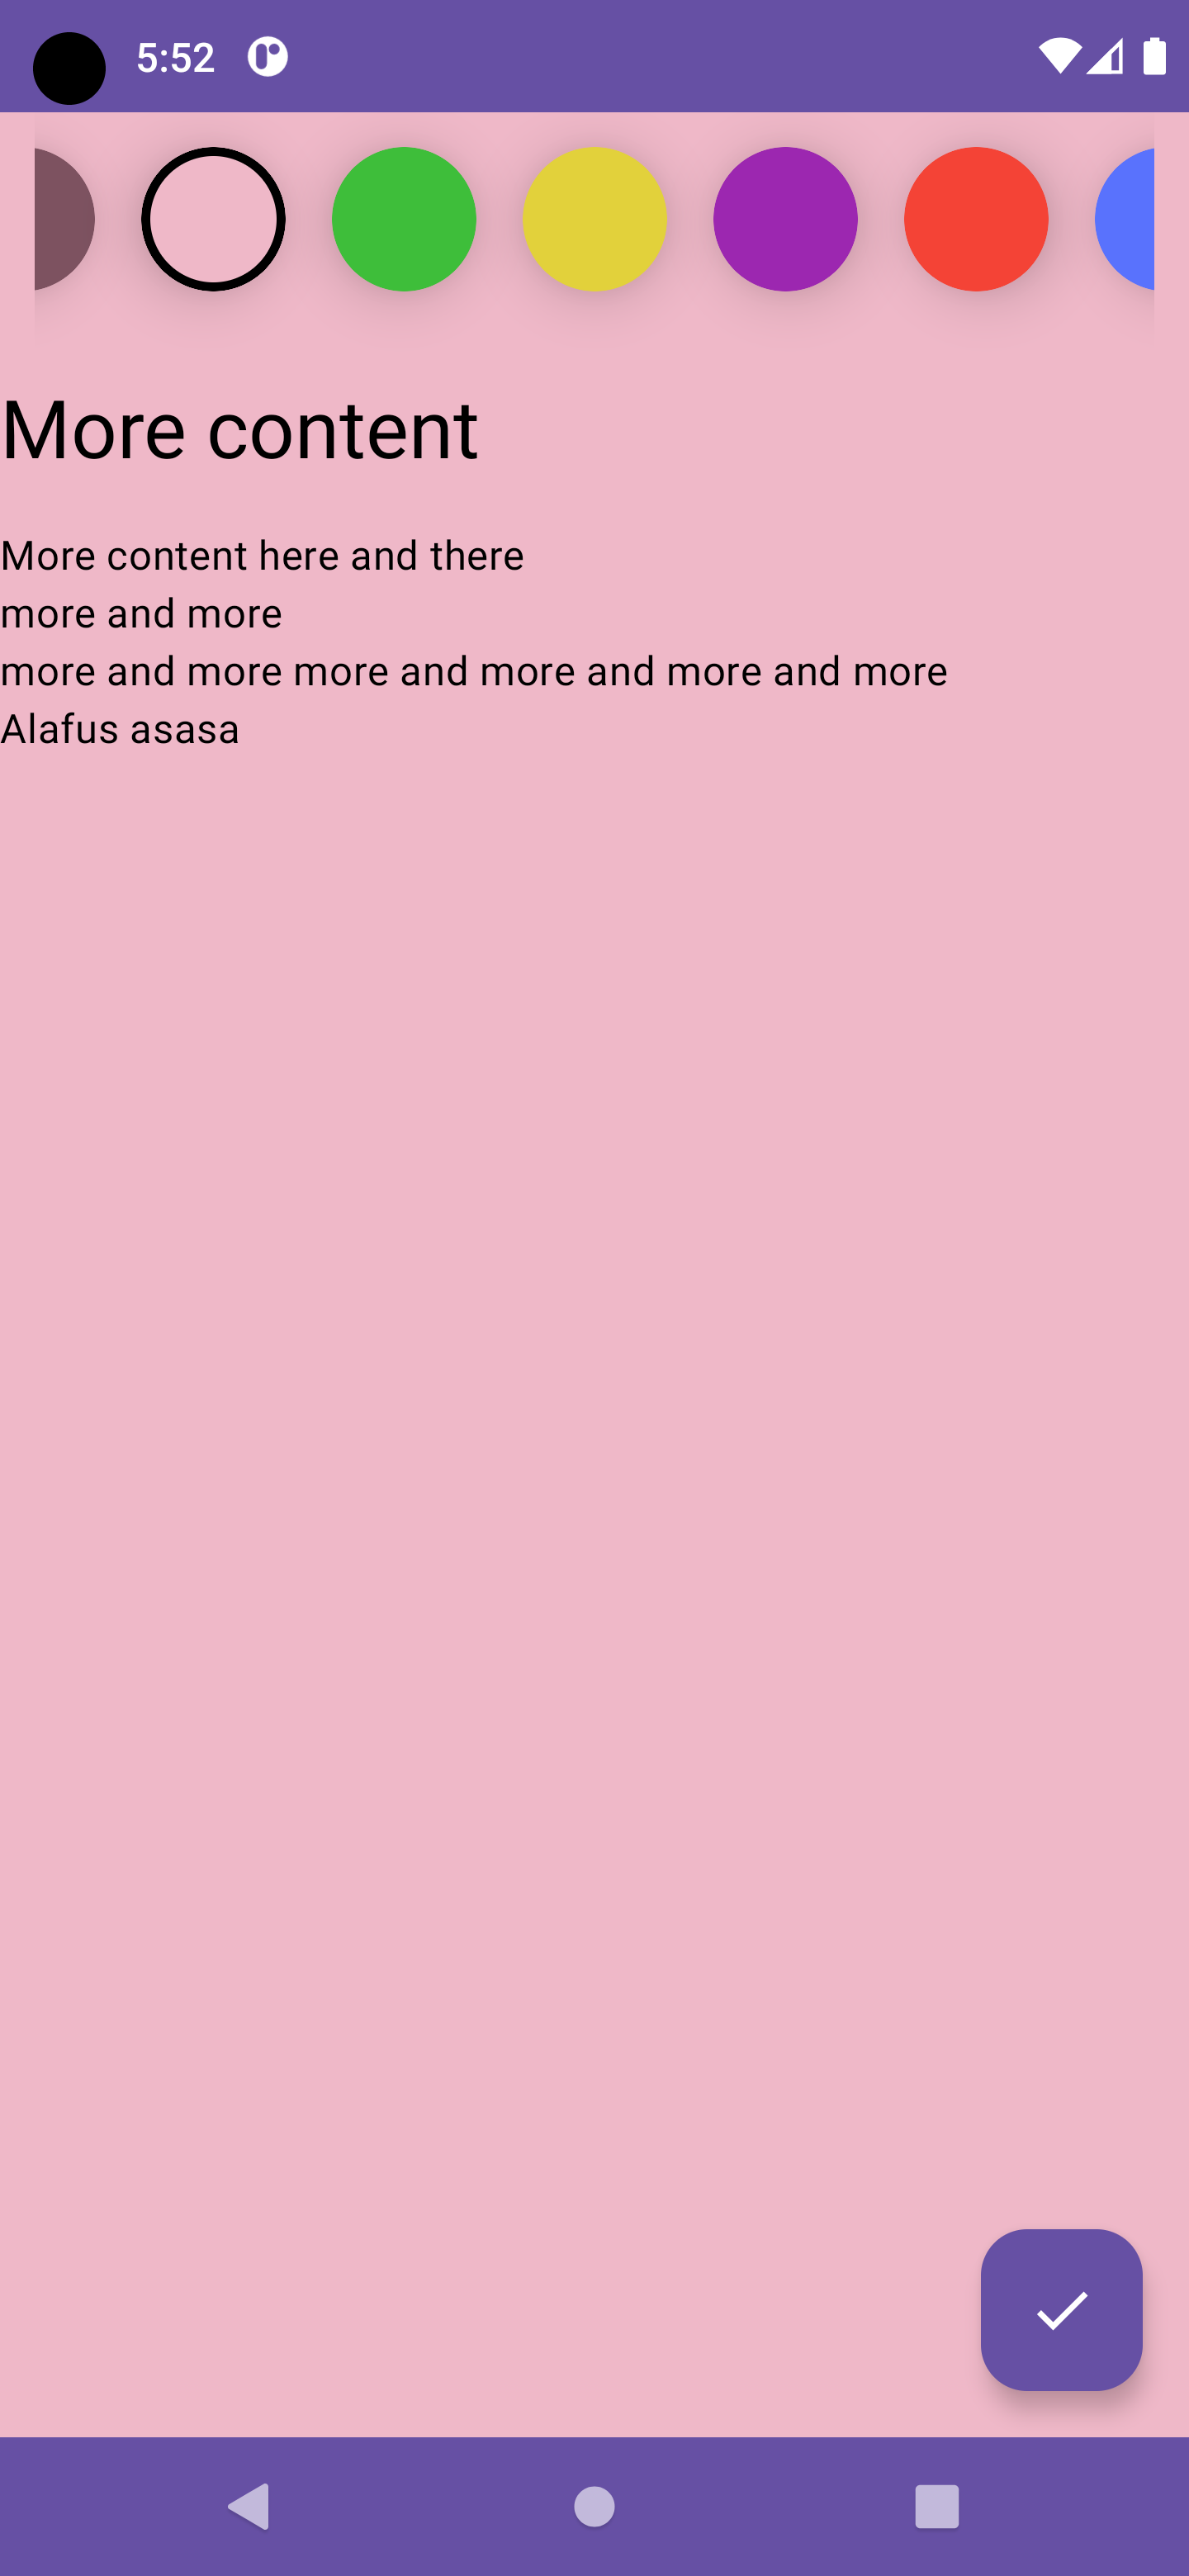 5:52
More content
More content here and there
more and more
more and more more and more and more and more
Alafus asasa